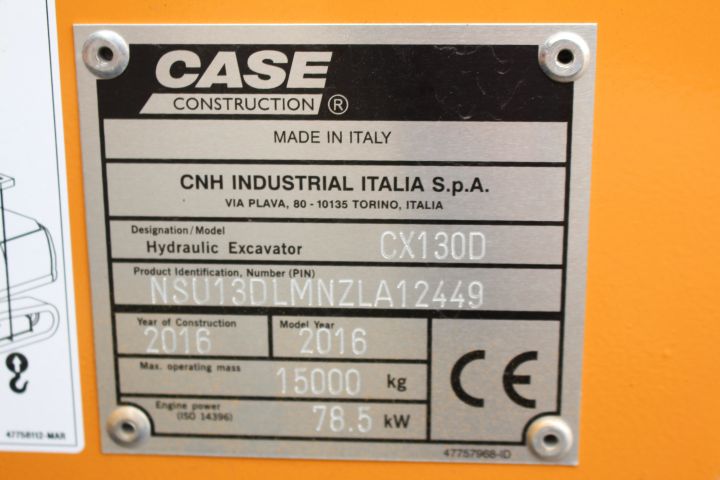 CASE
CONSTRUCTION ®
MADE IN ITALY
CNH INDUSTRIAL ITALIA S.p.A.
VIA PLAVA, 80 - 10135 TORINO, ITALIA
Designation/Model
Hydraulic Excavator CX130D
Product Identification, Number (PIN)
NSU13DLMNZLA12449
Year of Construction Model Year
2016 2016
Max. operating mass 15000 kg
Engine power
(ISO 14396) 78.5 kW
CE
47757968-ID
47758112-MAR